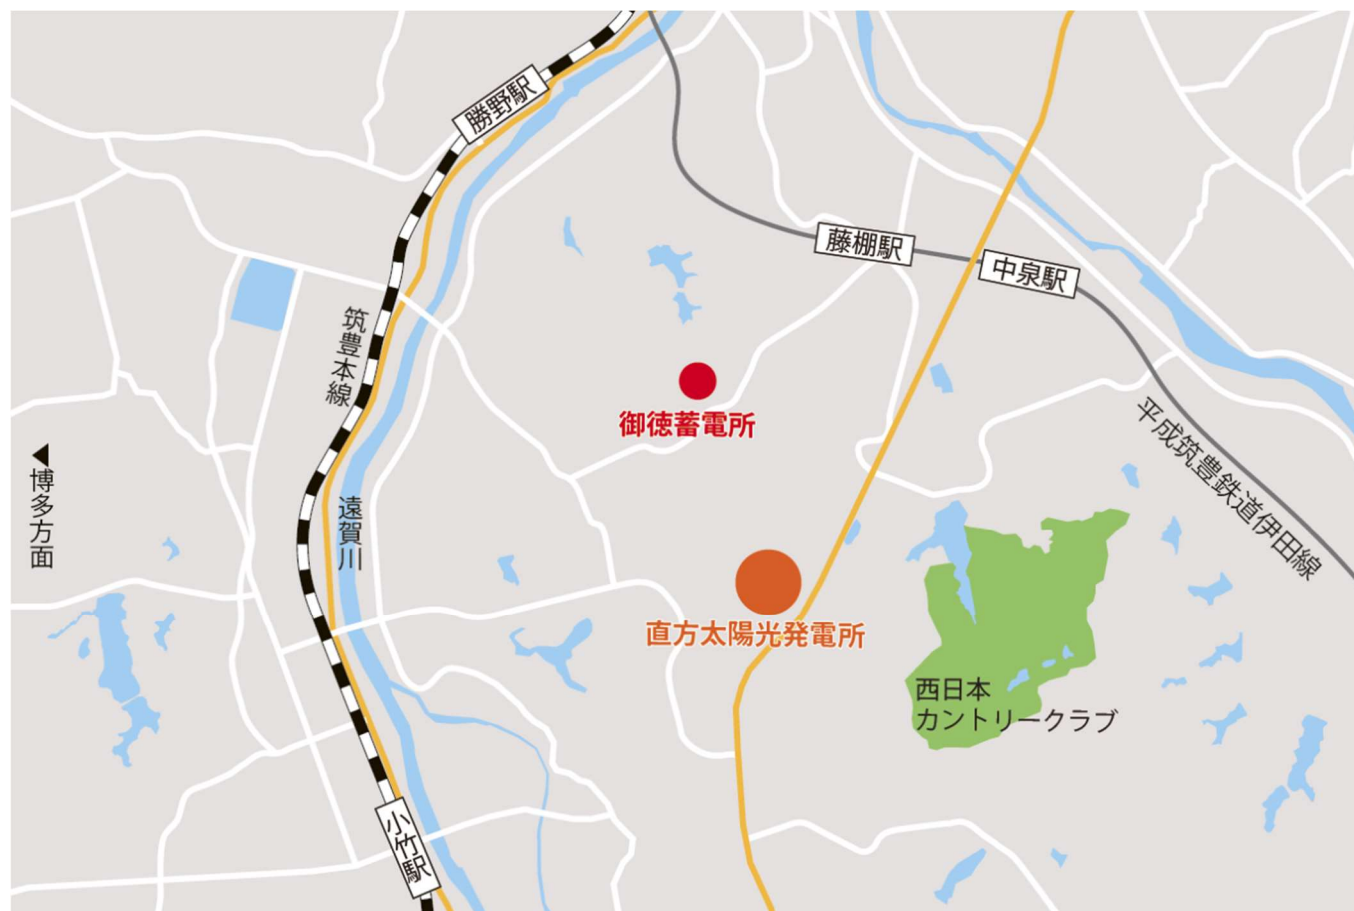 勝野駅
藤棚駅
中泉駅
筑豊本線
御徳蓄電所
平成筑豊鉄道伊田線
博多方面
遠賀川
直方太陽光発電所
西日本
カントリークラブ
小竹駅